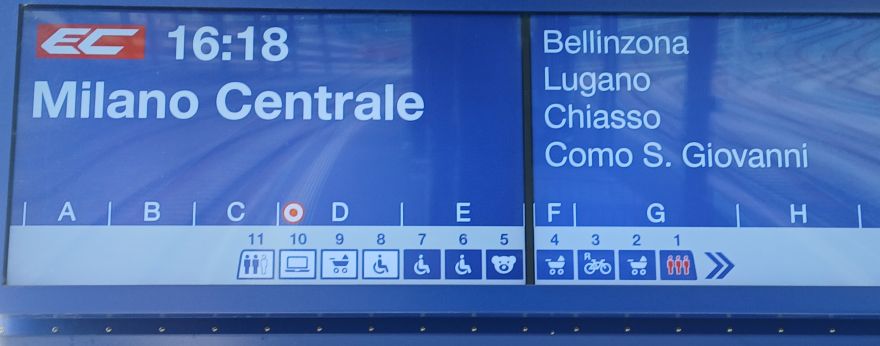 EC 16:18
Milano Centrale
Bellinzona
Lugano
Chiasso
Como S. Giovanni
A B C D E F G H
11 10 9 8 7 6 5 4 3 2 1
R